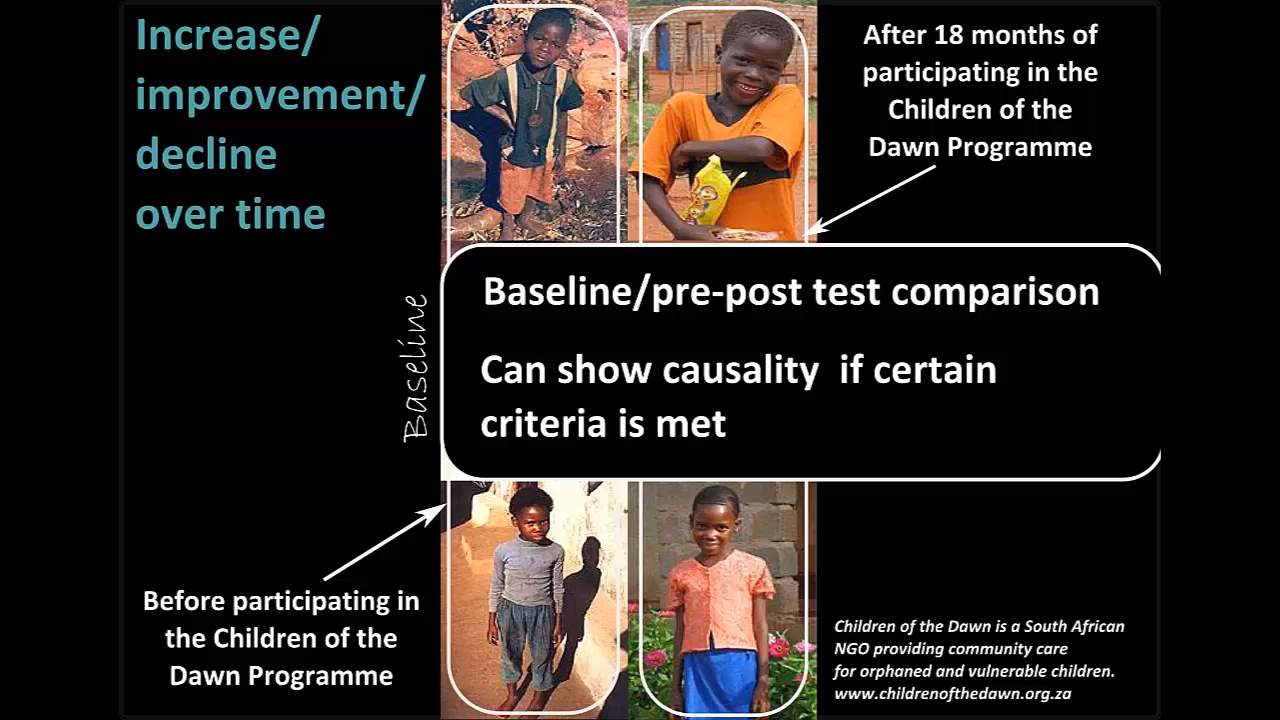 Increase/
improvement/
decline
over time
After 18 months of
participating in the
Children of the
Dawn Programme
Baseline
Baseline/pre-post test comparison
Can show causality  if certain
criteria is met
Before participating in
the Children of the
Dawn Programme
Children of the Dawn is a South African
NGO providing community care
for orphaned and vulnerable children.
www.childrenofthedawn.org.za